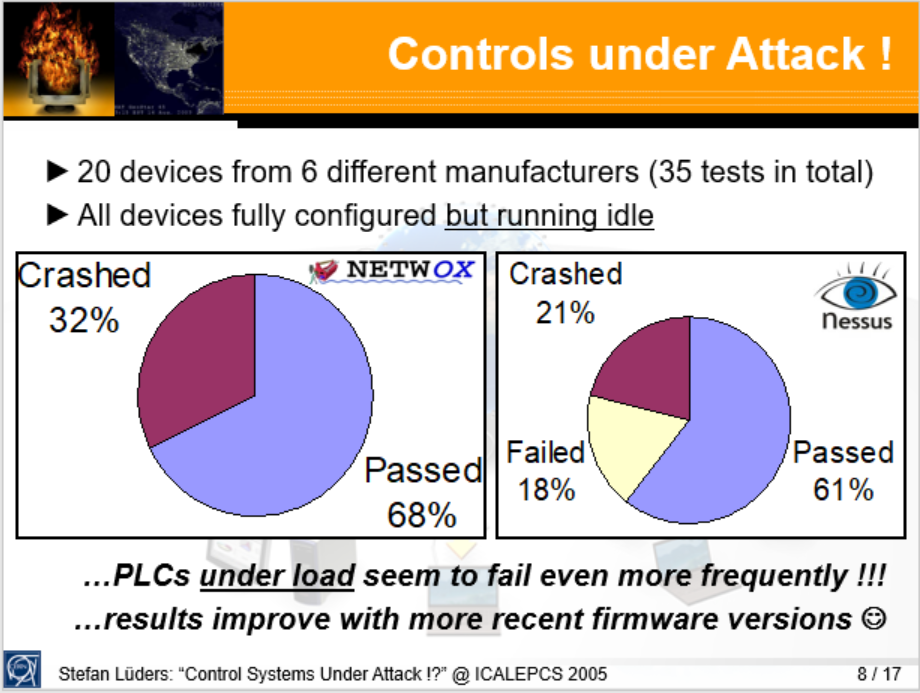 Controls under Attack !
► 20 devices from 6 different manufacturers (35 tests in total)
► All devices fully configured but running idle
Crashed
32%
NETWOX
Passed
68%
Crashed
21%
Nessus
Failed
18%
Passed
61%
…PLCs under load seem to fail even more frequently !!!
…results improve with more recent firmware versions ☺
Stefan Lüders: “Control Systems Under Attack !?” @ ICALEPCS 2005
8 / 17